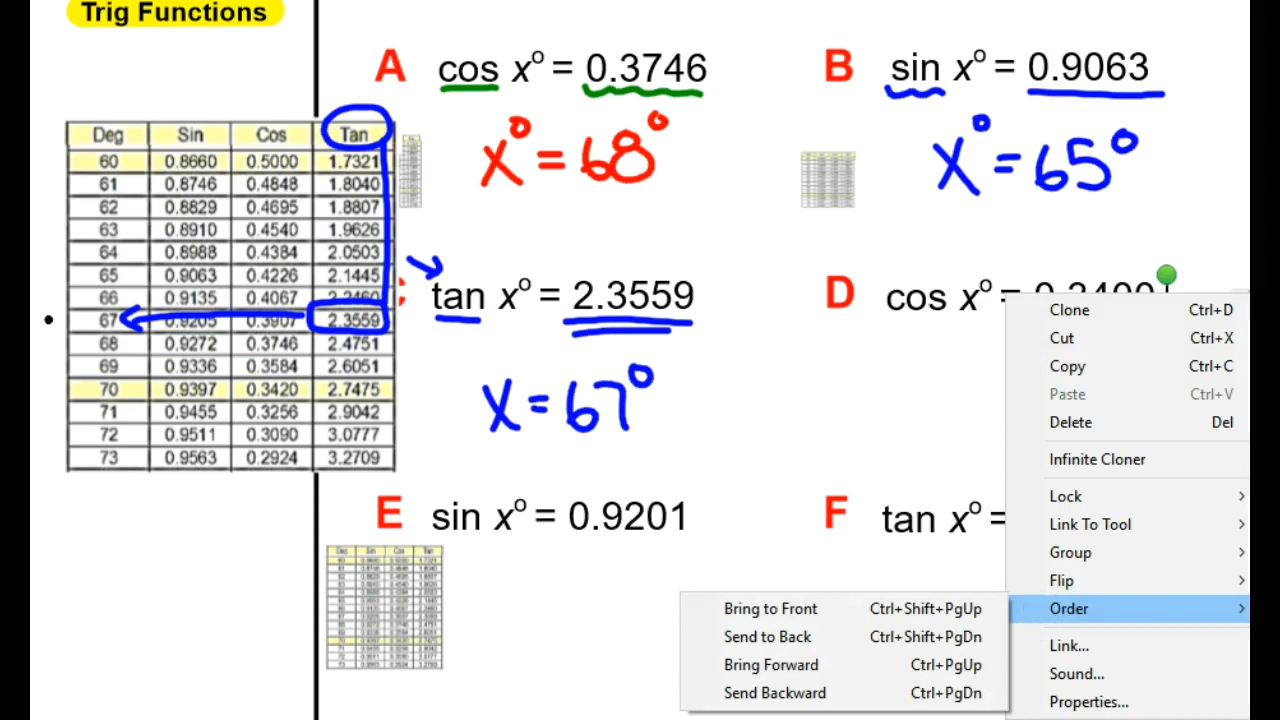 Trig Functions
A cos x° = 0.3746
X° = 68°
B sin x° = 0.9063
X° = 65°
Deg Sin Cos Tan
60 0.8660 0.5000 1.7321
61 0.8746 0.4848 1.8040
62 0.8829 0.4695 1.8807
63 0.8910 0.4540 1.9626
64 0.8988 0.4384 2.0503
65 0.9063 0.4226 2.1445
66 0.9135 0.4067 2.2460
67 0.9205 0.3907 2.3559
68 0.9272 0.3746 2.4751
69 0.9336 0.3584 2.6051
70 0.9397 0.3420 2.7475
71 0.9455 0.3256 2.9042
72 0.9511 0.3090 3.0777
73 0.9563 0.2924 3.2709
tan x° = 2.3559
X = 67°
D cos x° =
E sin x° = 0.9201
F tan x° =
Clone Ctrl+D
Cut Ctrl+X
Copy Ctrl+C
Paste Ctrl+V
Delete Del
Infinite Cloner
Lock
Link To Tool
Group
Flip
Order
Link...
Sound...
Properties...
Bring to Front Ctrl+Shift+PgUp
Send to Back Ctrl+Shift+PgDn
Bring Forward Ctrl+PgUp
Send Backward Ctrl+PgDn